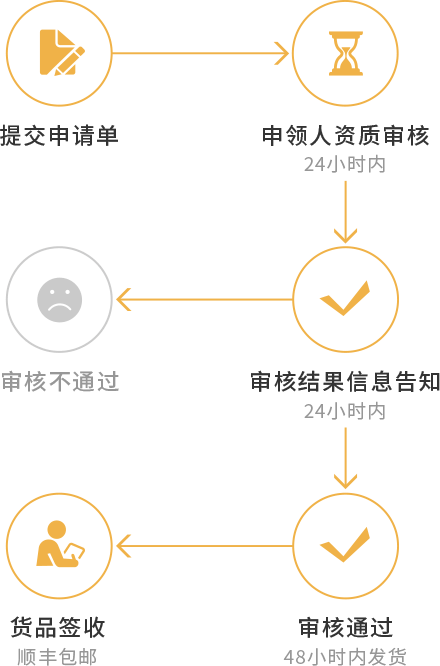 提交申请单
申领人资质审核
24小时内
审核不通过
审核结果信息告知
24小时内
货品签收
顺丰包邮
审核通过
48小时内发货